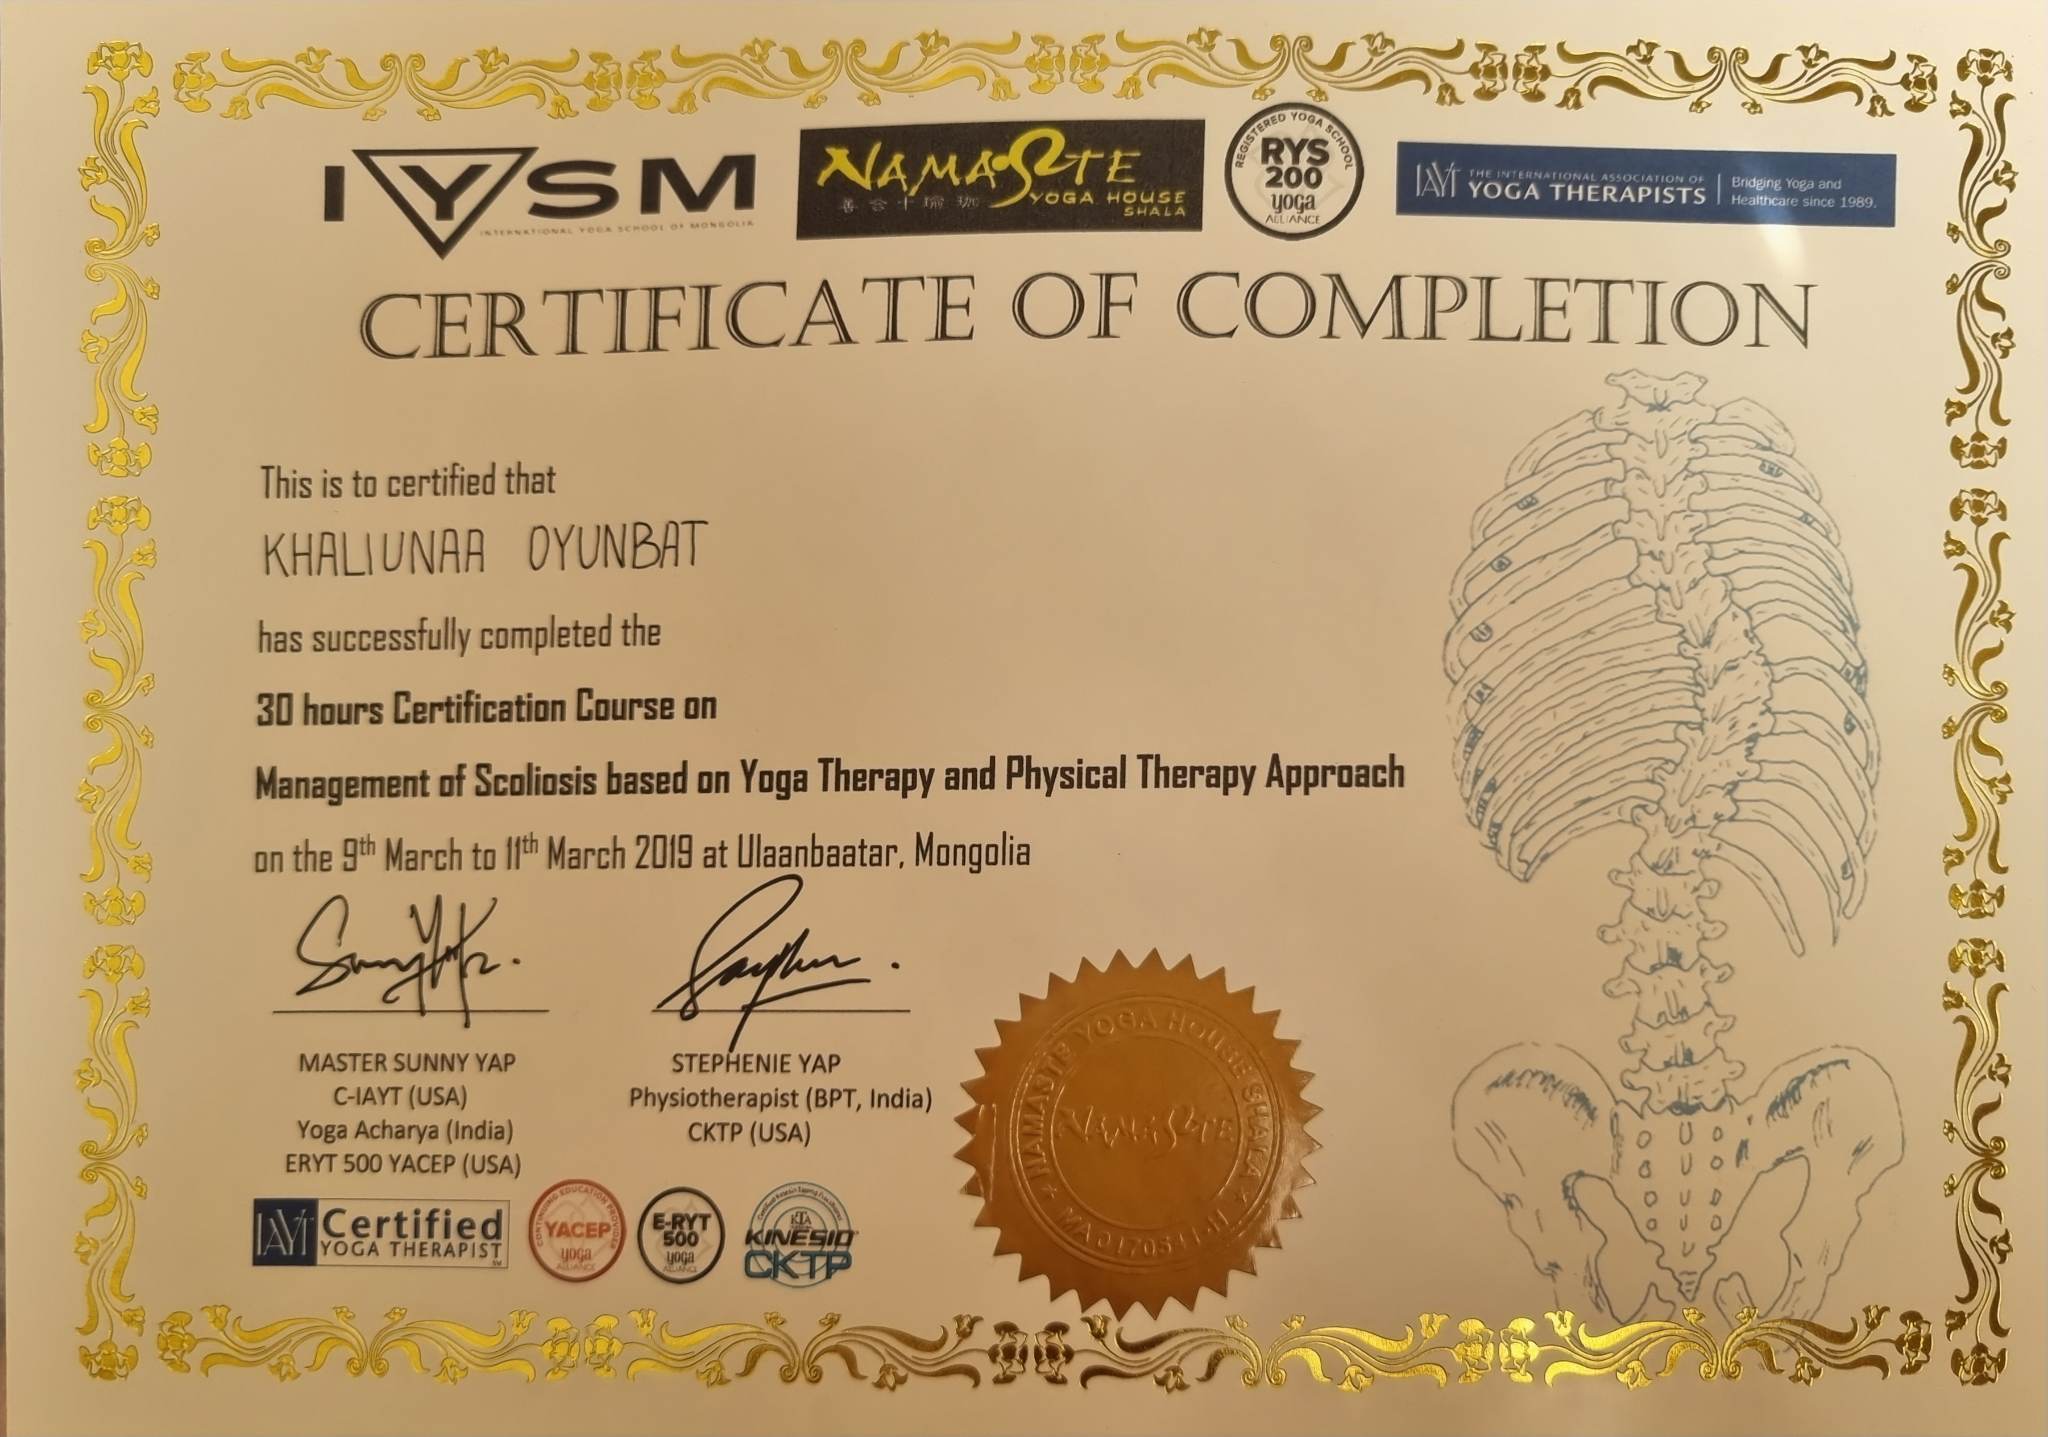 IYSM
INTERNATIONAL YOGA SCHOOL OF MONGOLIA
NAMASTE
YOGA HOUSE
SHALA
REGISTERED YOGA SCHOOL
RYS
200
yoga
ALLIANCE
IAYT
THE INTERNATIONAL ASSOCIATION OF
YOGA THERAPISTS
Bridging Yoga and
Healthcare since 1989.
CERTIFICATE OF COMPLETION
This is to certified that
KHALIUNAA OYUNBAT
has successfully completed the
30 hours Certification Course on
Management of Scoliosis based on Yoga Therapy and Physical Therapy Approach
on the 9th March to 11th March 2019 at Ulaanbaatar, Mongolia
MASTER SUNNY YAP
C-IAYT (USA)
Yoga Acharya (India)
ERYT 500 YACEP (USA)
STEPHENIE YAP
Physiotherapist (BPT, India)
CKTP (USA)
IAYT
Certified
YOGA THERAPIST
SM
CONTINUING EDUCATION PROVIDER
YACEP
yoga
ALLIANCE
E-RYT
500
yoga
ALLIANCE
KTA
KINESIO
CKTP
NAMASTE YOGA HOUSE SHALA
NAMASTE